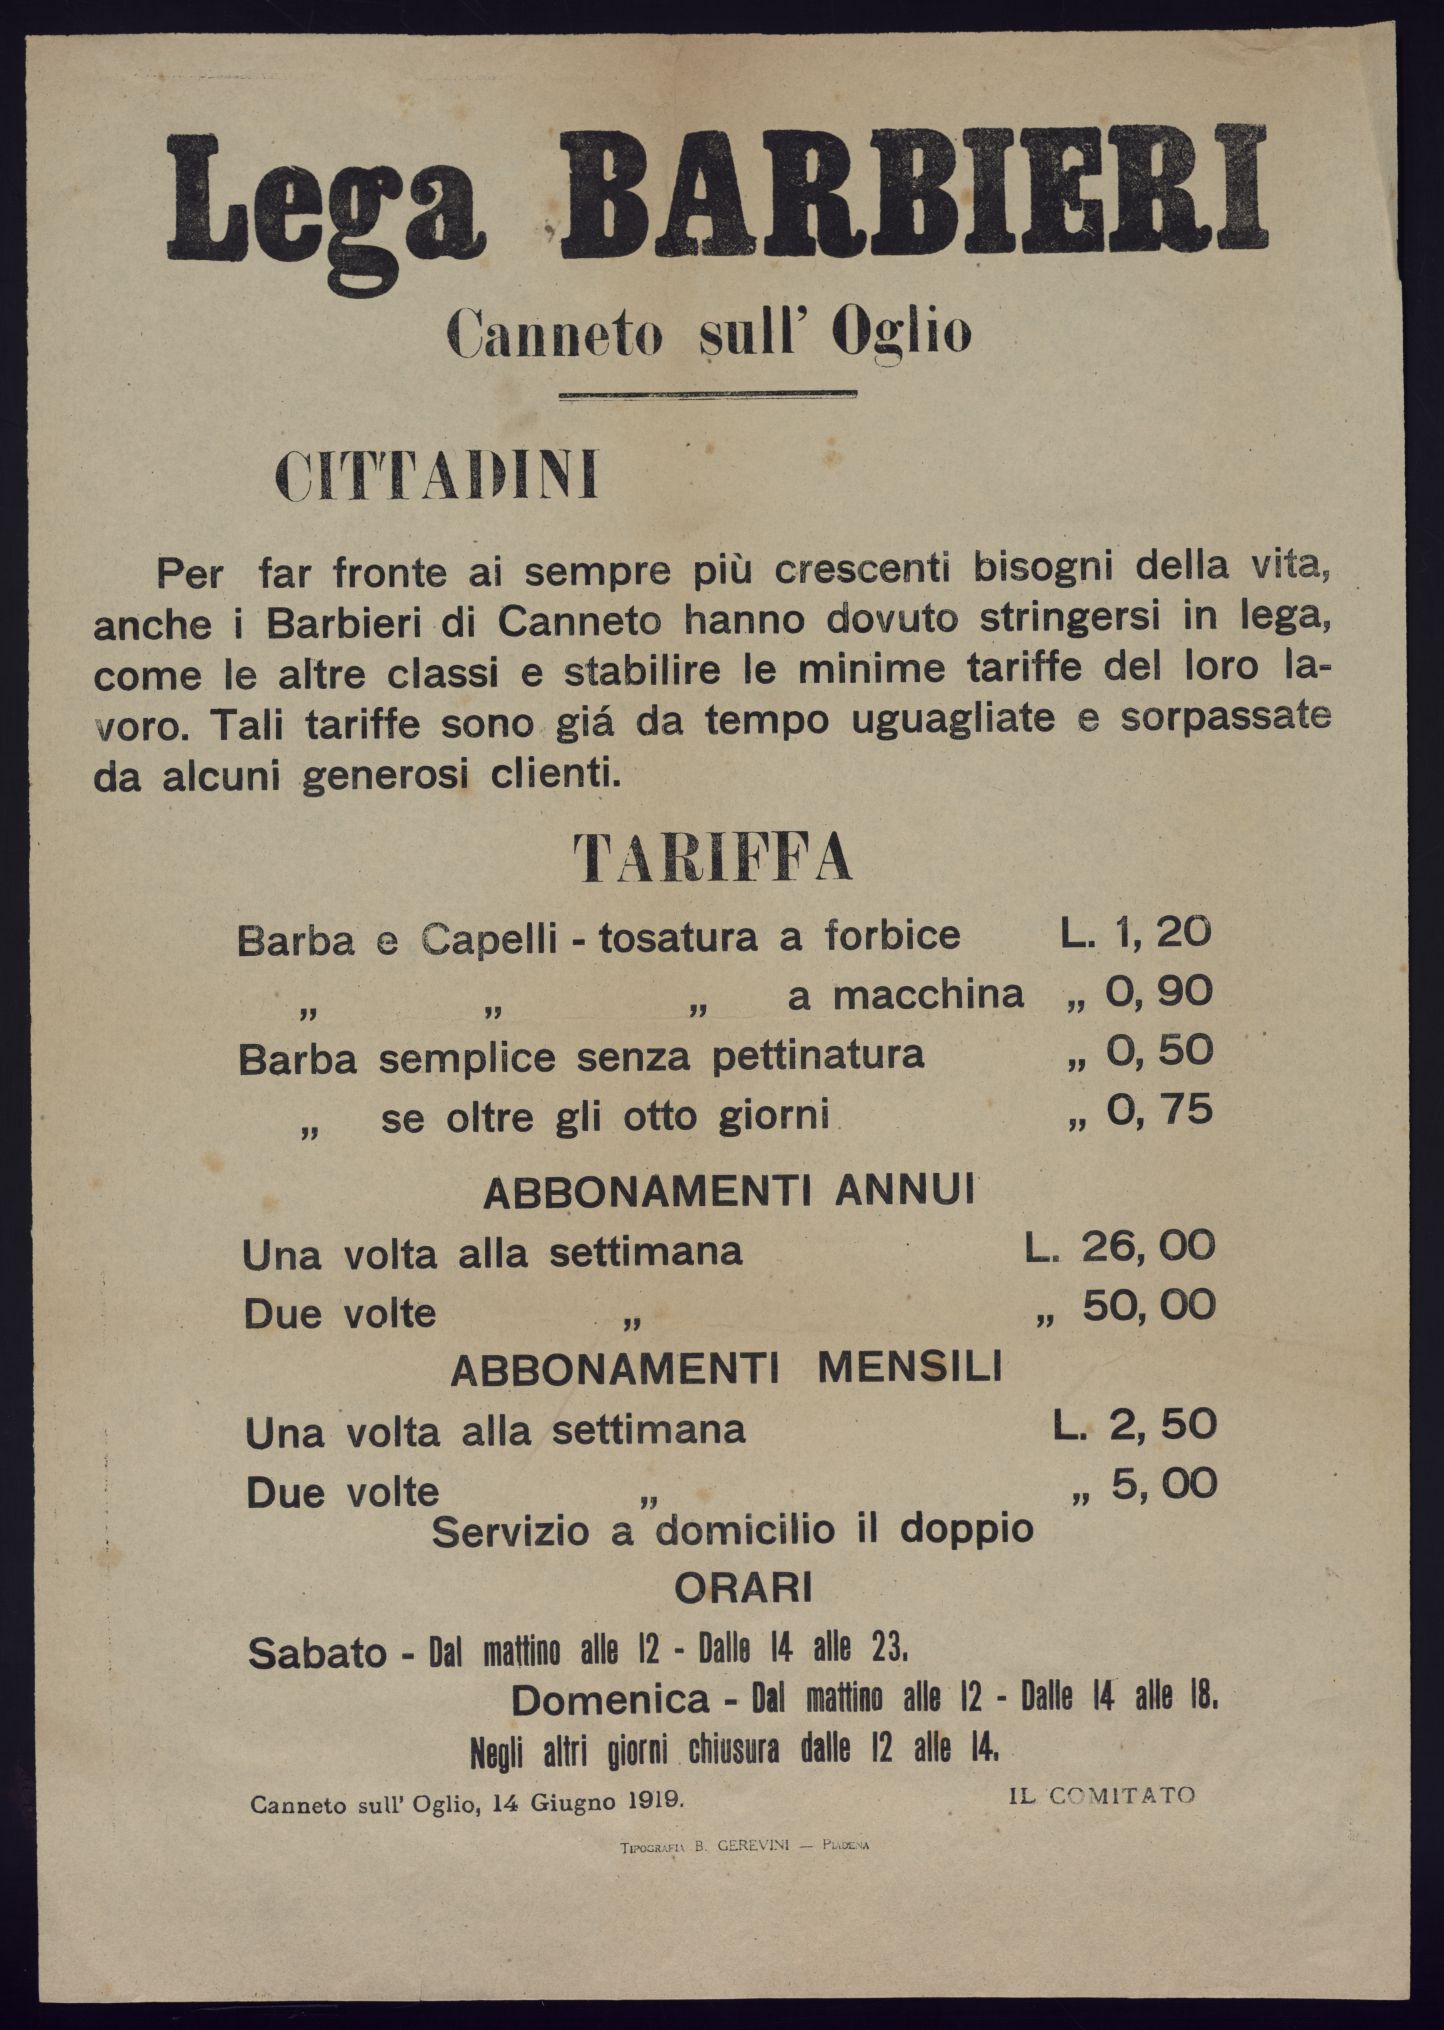 Lega BARBIERI
Canneto sull' Oglio
CITTADINI
Per far fronte ai sempre più crescenti bisogni della vita,
anche i Barbieri di Canneto hanno dovuto stringersi in lega,
come le altre classi e stabilire le minime tariffe del loro la-
voro. Tali tariffe sono giá da tempo uguagliate e sorpassate
da alcuni generosi clienti.
TARIFFA
Barba e Capelli - tosatura a forbice L. 1, 20
„ „ „ a macchina „ 0, 90
Barba semplice senza pettinatura „ 0, 50
„ se oltre gli otto giorni „ 0, 75
ABBONAMENTI ANNUI
Una volta alla settimana L. 26, 00
Due volte „ „ 50, 00
ABBONAMENTI MENSILI
Una volta alla settimana L. 2, 50
Due volte „ „ 5, 00
Servizio a domicilio il doppio
ORARI
Sabato - Dal mattino alle 12 - Dalle 14 alle 23.
Domenica - Dal mattino alle 12 - Dalle 14 alle 18.
Negli altri giorni chiusura dalle 12 alle 14.
Canneto sull' Oglio, 14 Giugno 1919. IL COMITATO
Tipografia B. GEREVINI — Piadena